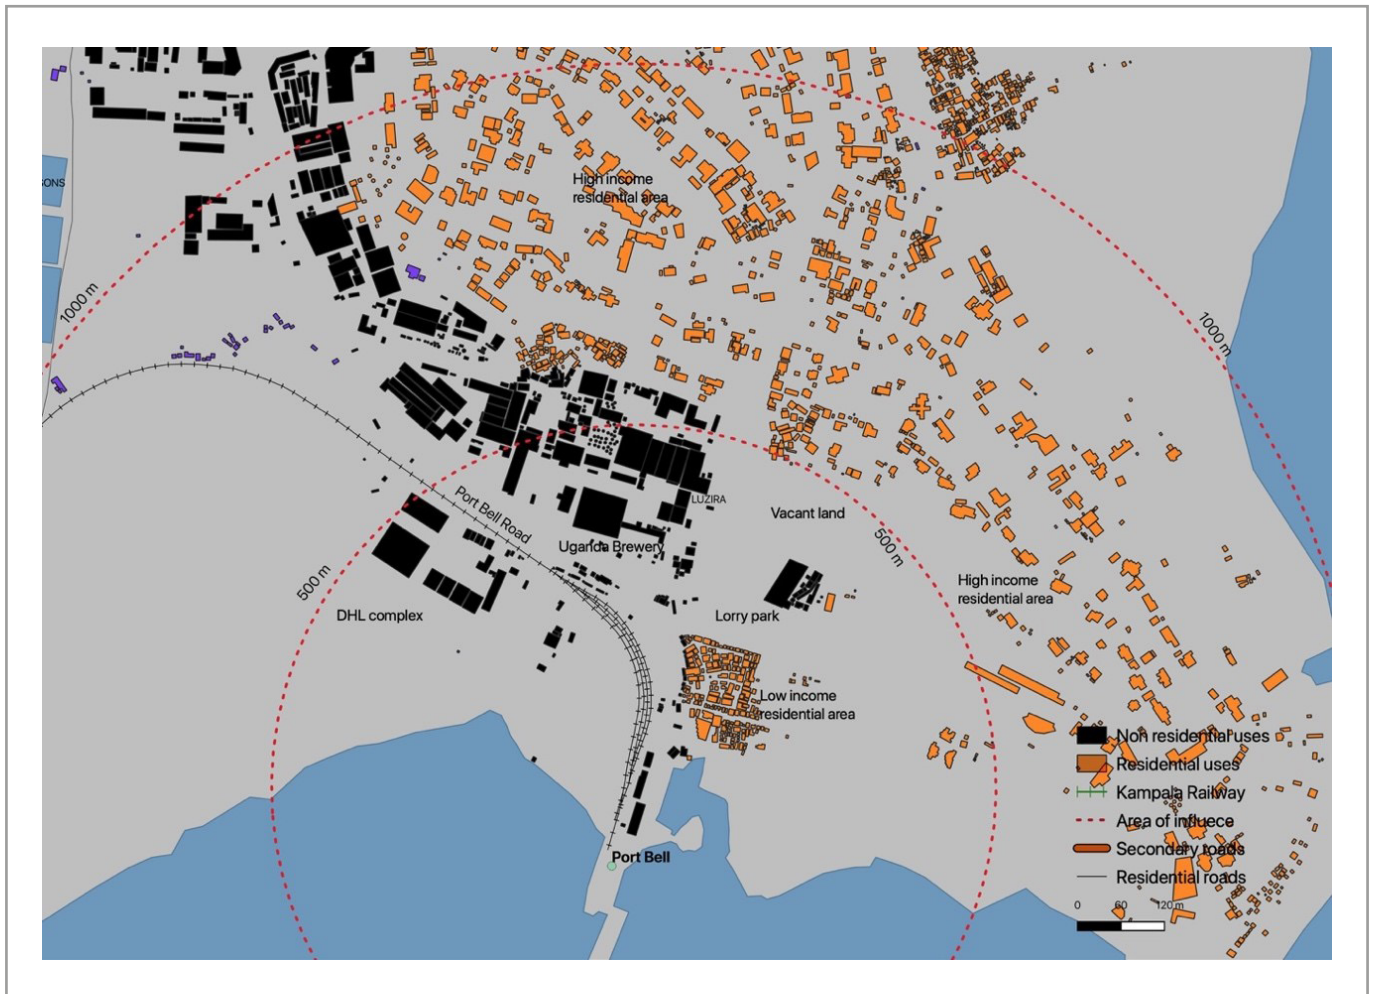 SONS
High income
residential area
1000 m
1000 m
Port Bell Road
LUZIRA
Vacant land
Uganda Brewery
500 m
500 m
High income
residential area
DHL complex
Lorry park
Low income
residential area
Non residential uses
Residential uses
Kampala Railway
Area of influece
Secondary roads
Port Bell
Residential roads
0 60 120 m